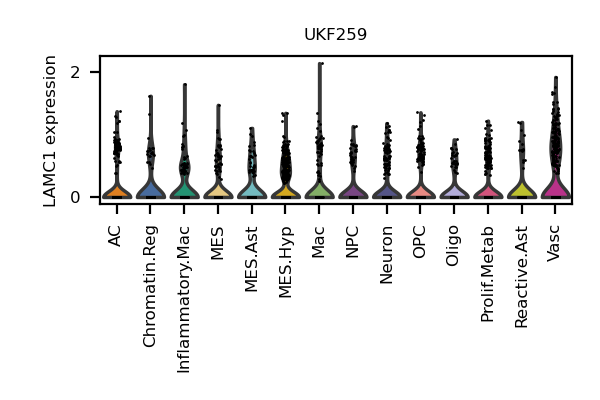 UKF259
LAMC1 expression
2
0
AC
Chromatin.Reg
Inflammatory.Mac
MES
MES.Ast
MES.Hyp
Mac
NPC
Neuron
OPC
Oligo
Prolif.Metab
Reactive.Ast
Vasc